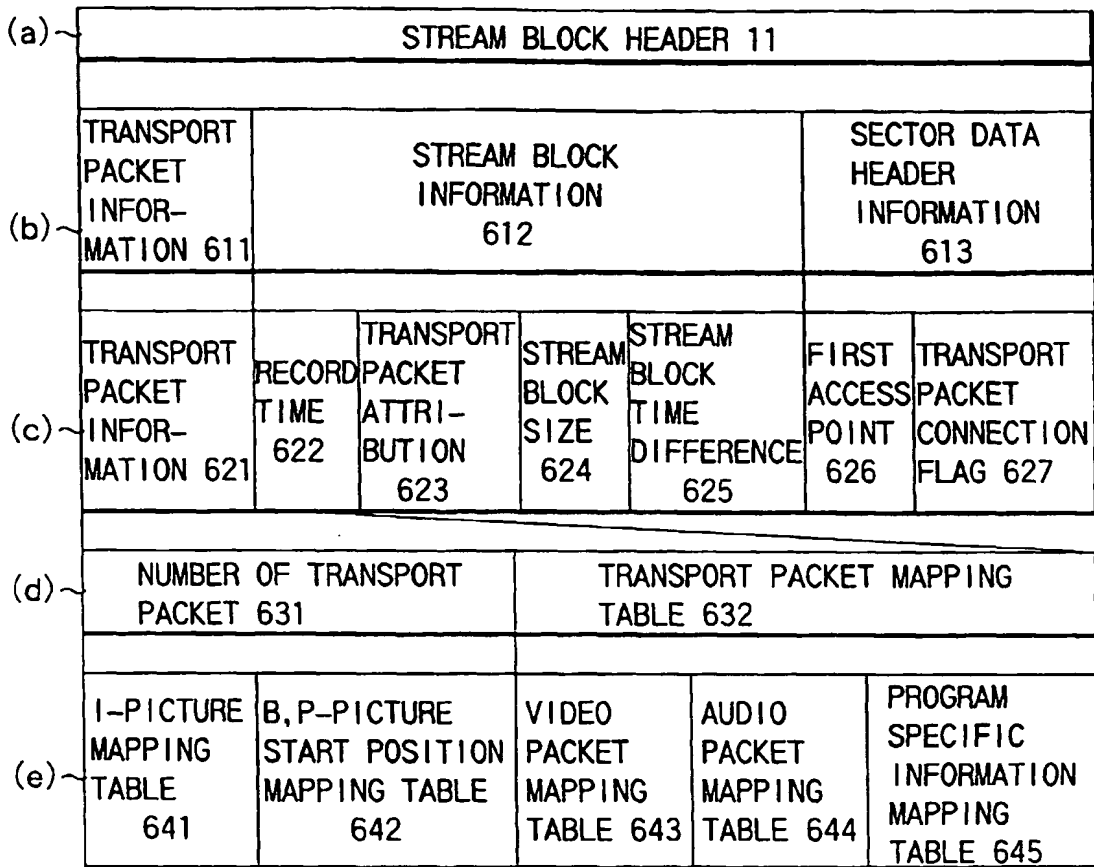 (a)
STREAM BLOCK HEADER 11
(b)
TRANSPORT
PACKET
INFOR-
MATION 611
STREAM BLOCK
INFORMATION
612
SECTOR DATA
HEADER
INFORMATION
613
(c)
TRANSPORT
PACKET
INFOR-
MATION 621
RECORD
TIME
622
TRANSPORT
PACKET
ATTRI-
BUTION
623
STREAM
BLOCK
SIZE
624
STREAM
BLOCK
TIME
DIFFERENCE
625
FIRST
ACCESS
POINT
626
TRANSPORT
PACKET
CONNECTION
FLAG 627
(d)
NUMBER OF TRANSPORT
PACKET 631
TRANSPORT PACKET MAPPING
TABLE 632
(e)
I-PICTURE
MAPPING
TABLE
641
B,P-PICTURE
START POSITION
MAPPING TABLE
642
VIDEO
PACKET
MAPPING
TABLE 643
AUDIO
PACKET
MAPPING
TABLE 644
PROGRAM
SPECIFIC
INFORMATION
MAPPING
TABLE 645